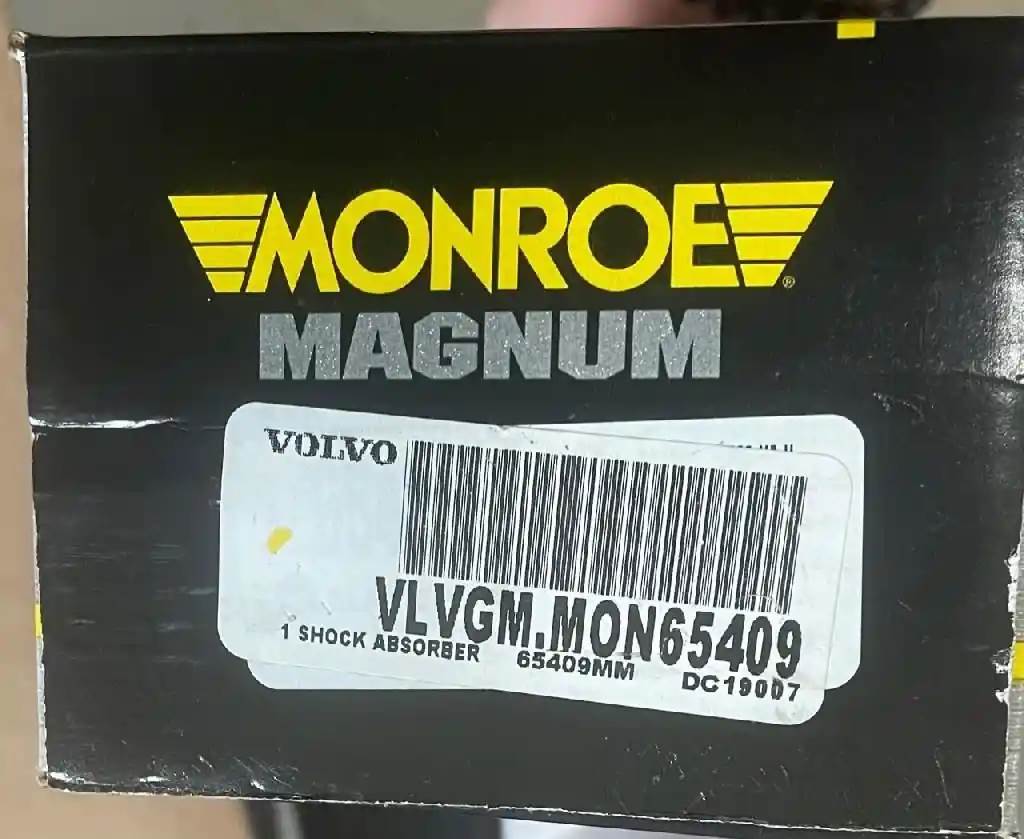 MONROE®
MAGNUM
VOLVO
VLVGM.MON65409
1 SHOCK ABSORBER 65409MM DC19007